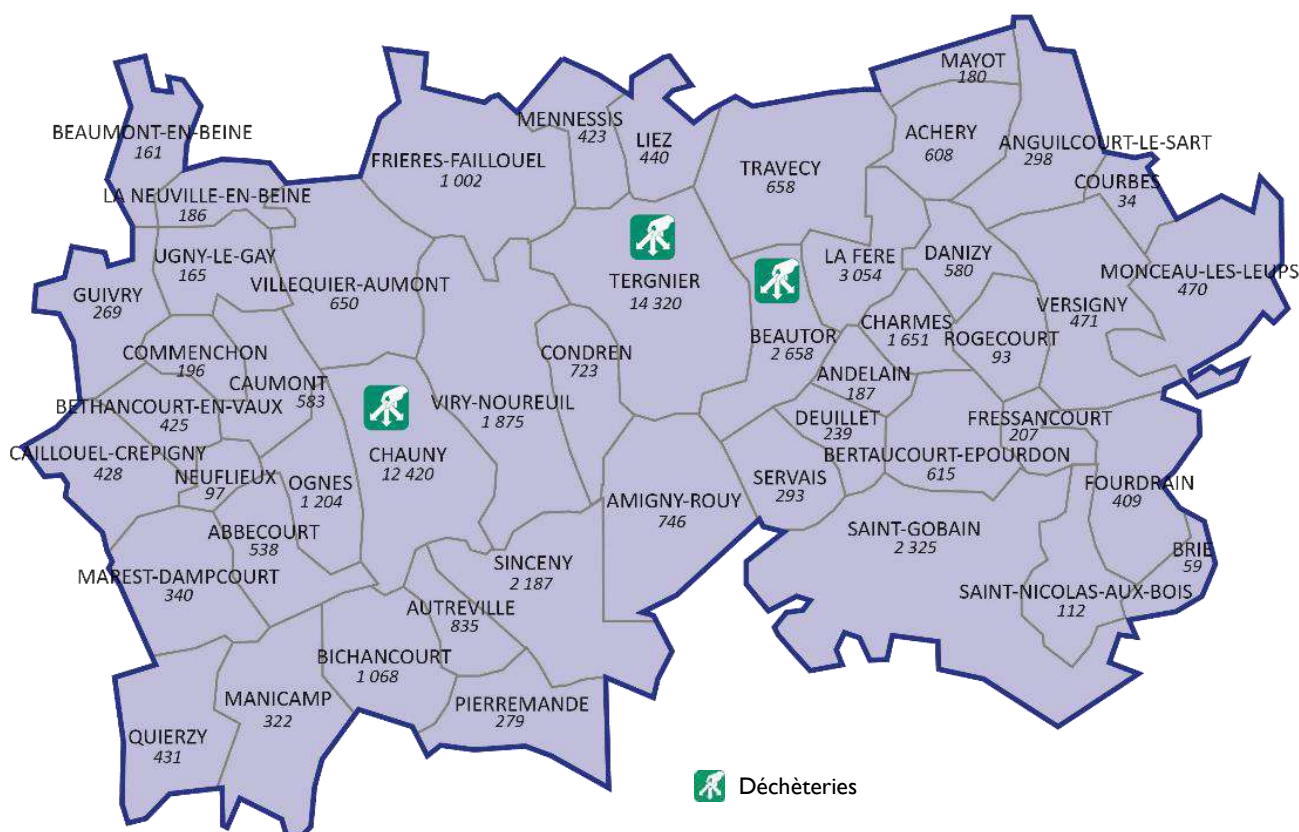 MAYOT
180
BEAUMONT-EN-BEINE
161
MENNESSIS
423
LIEZ
440
ACHERY
608
ANGUILCOURT-LE-SART
298
FRIERES-FAILLOUEL
1 002
TRAVECY
658
COURBES
34
LA NEUVILLE-EN-BEINE
186
UGNY-LE-GAY
165
VILLEQUIER-AUMONT
650
TERGNIER
14 320
LA FERE
3 054
DANIZY
580
MONCEAU-LES-LEUPS
470
GUIVRY
269
VERSIGNY
471
CHARMES
1 651
BEAUTOR
2 658
ROGECOURT
93
COMMENCHON
196
CONDREN
723
ANDELAIN
187
CAUMONT
583
BETHANCOURT-EN-VAUX
425
VIRY-NOUREUIL
1 875
DEUILLET
239
FRESSANCOURT
207
CAILLOUEL-CREPIGNY
428
CHAUNY
12 420
BERTAUCOURT-EPOURDON
615
NEUFLIEUX
97
OGNES
1 204
SERVAIS
293
FOURDRAIN
409
AMIGNY-ROUY
746
ABBECOURT
538
SAINT-GOBAIN
2 325
BRIE
59
SINCENY
2 187
MAREST-DAMPCOURT
340
SAINT-NICOLAS-AUX-BOIS
112
AUTREVILLE
835
BICHANCOURT
1 068
MANICAMP
322
PIERREMANDE
279
QUIERZY
431
Déchèteries